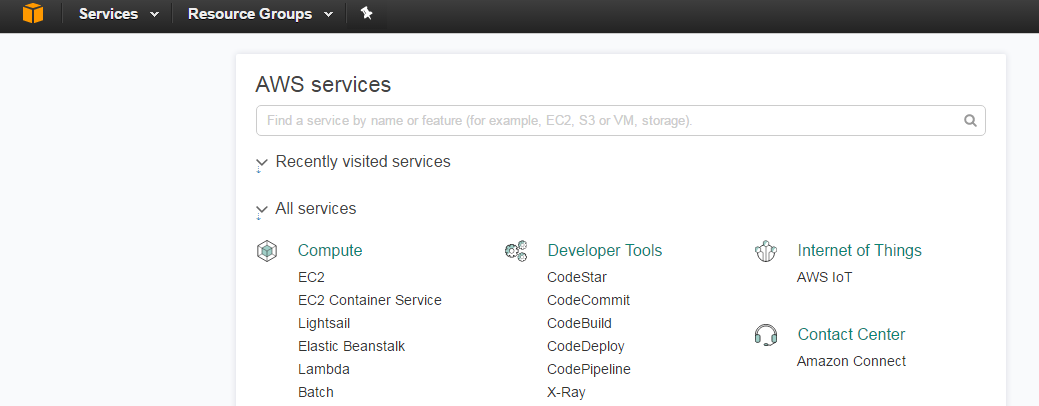 Services Resource Groups
AWS services
Find a service by name or feature (for example, EC2, S3 or VM, storage).
Recently visited services
All services
Compute
EC2
EC2 Container Service
Lightsail
Elastic Beanstalk
Lambda
Batch
Developer Tools
CodeStar
CodeCommit
CodeBuild
CodeDeploy
CodePipeline
X-Ray
Internet of Things
AWS IoT
Contact Center
Amazon Connect